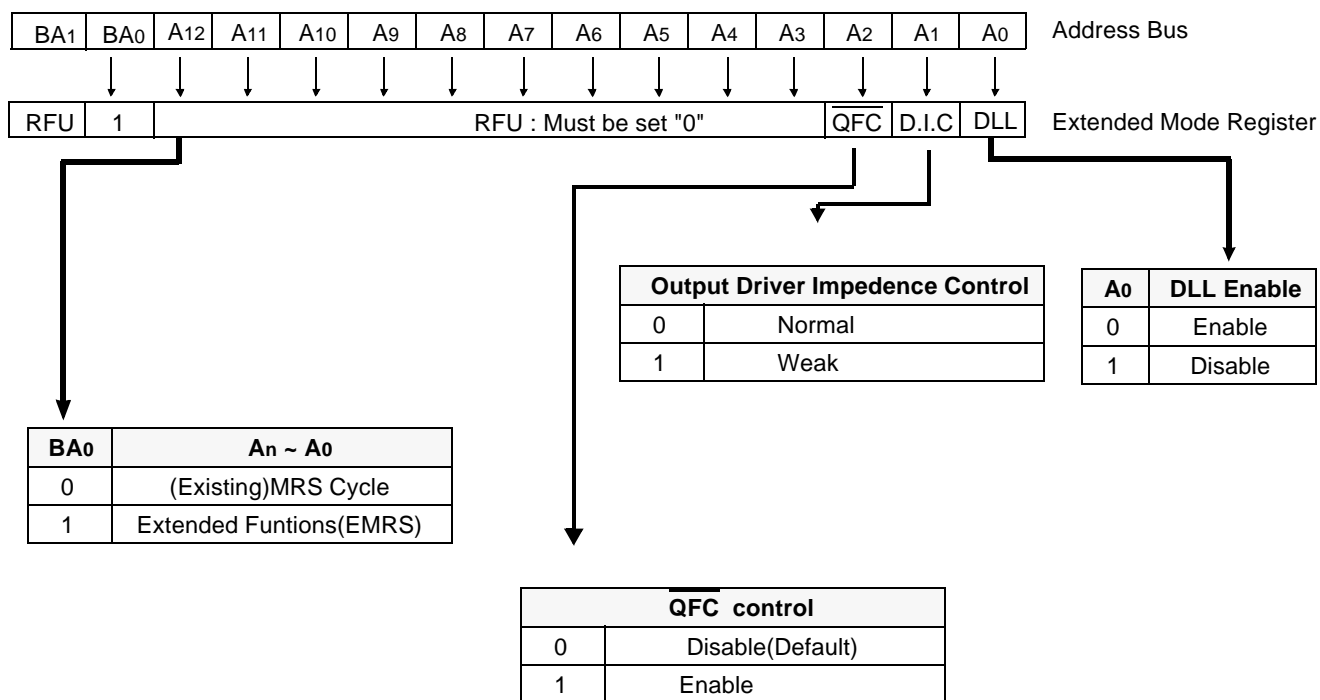 BA1 BA0 A12 A11 A10 A9 A8 A7 A6 A5 A4 A3 A2 A1 A0 Address Bus
RFU 1 RFU : Must be set "0" QFC D.I.C DLL Extended Mode Register
Output Driver Impedence Control
0 Normal
1 Weak
A0 DLL Enable
0 Enable
1 Disable
BA0 An ~ A0
0 (Existing)MRS Cycle
1 Extended Funtions(EMRS)
QFC control
0 Disable(Default)
1 Enable